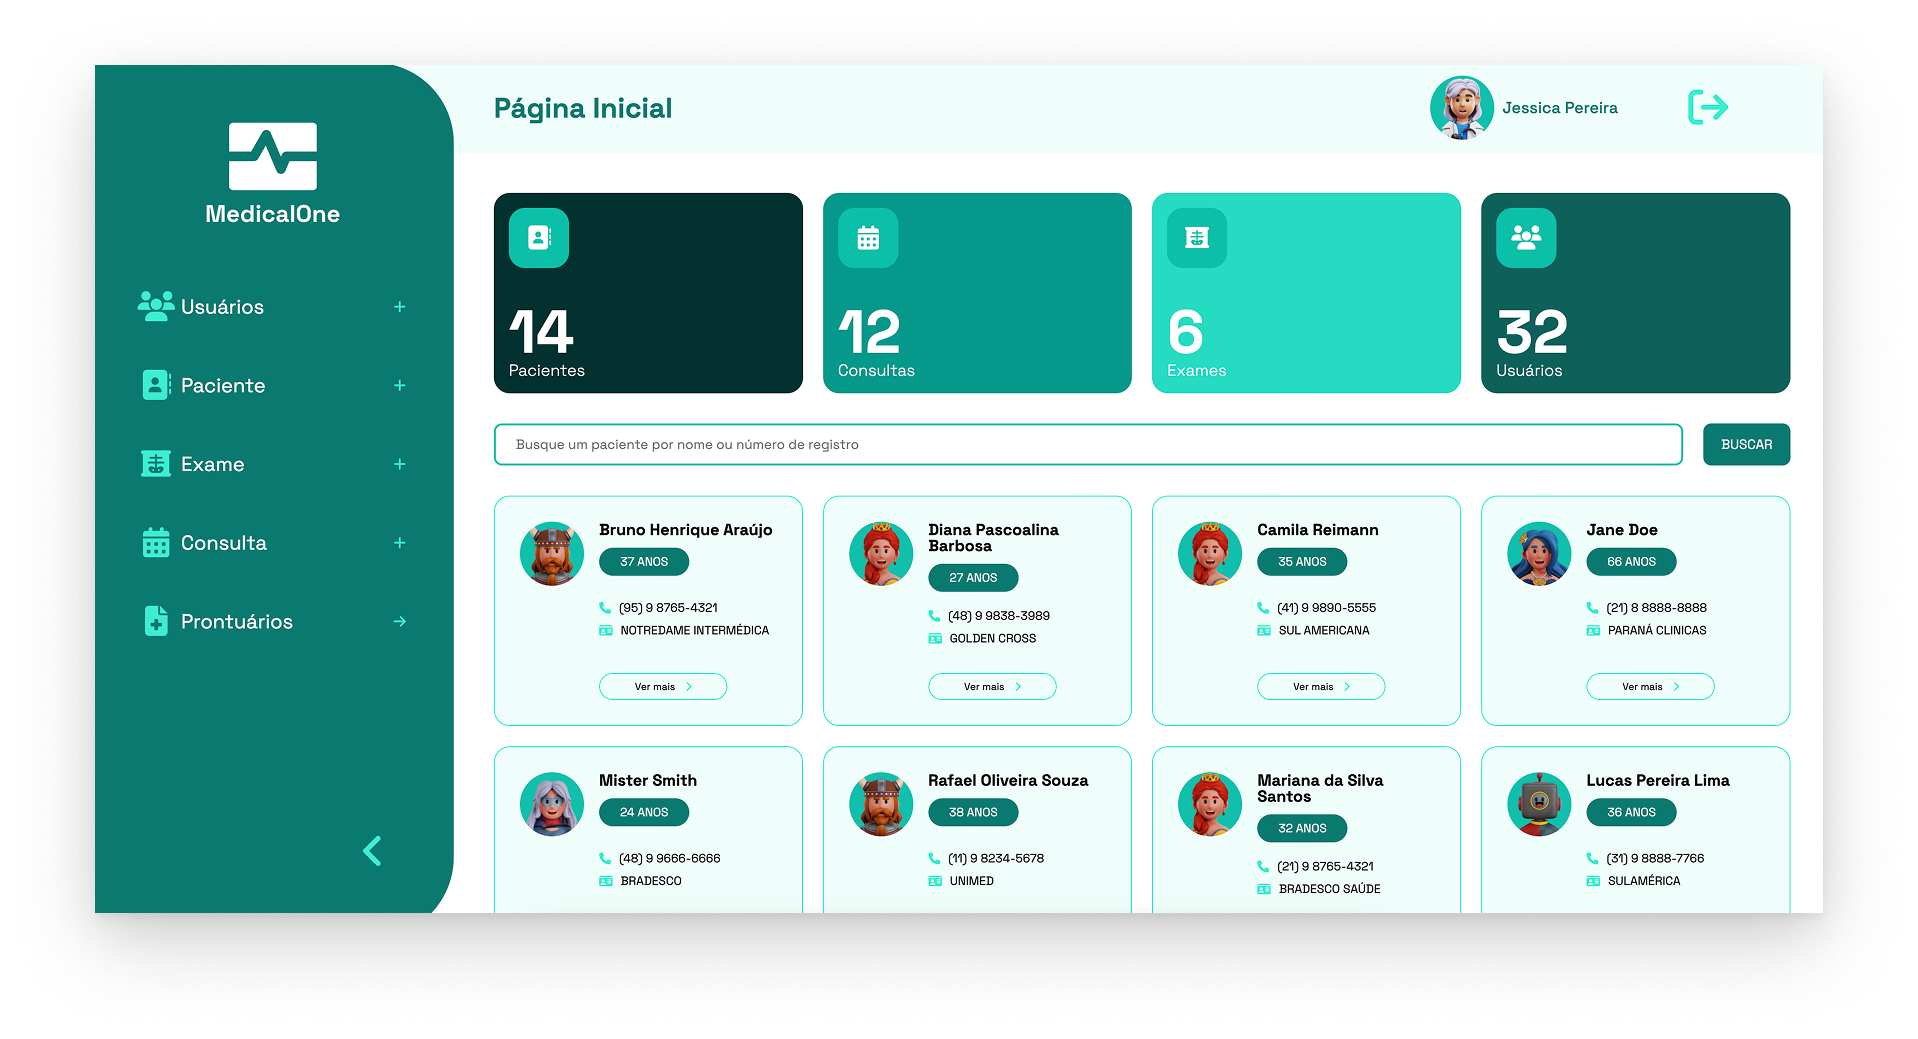 MedicalOne
Usuários
Paciente
Exame
Consulta
Prontuários
Página Inicial
Jessica Pereira
14
Pacientes
12
Consultas
6
Exames
32
Usuários
Busque um paciente por nome ou número de registro
BUSCAR
Bruno Henrique Araújo
37 ANOS
(95) 9 8765-4321
NOTREDAME INTERMÉDICA
Ver mais
Diana Pascoalina
Barbosa
27 ANOS
(48) 9 9838-3989
GOLDEN CROSS
Ver mais
Camila Reimann
35 ANOS
(41) 9 9890-5555
SUL AMERICANA
Ver mais
Jane Doe
66 ANOS
(21) 8 8888-8888
PARANÁ CLINICAS
Ver mais
Mister Smith
24 ANOS
(48) 9 9666-6666
BRADESCO
Rafael Oliveira Souza
38 ANOS
(11) 9 8234-5678
UNIMED
Mariana da Silva
Santos
32 ANOS
(21) 9 8765-4321
BRADESCO SAÚDE
Lucas Pereira Lima
36 ANOS
(31) 9 8888-7766
SULAMÉRICA